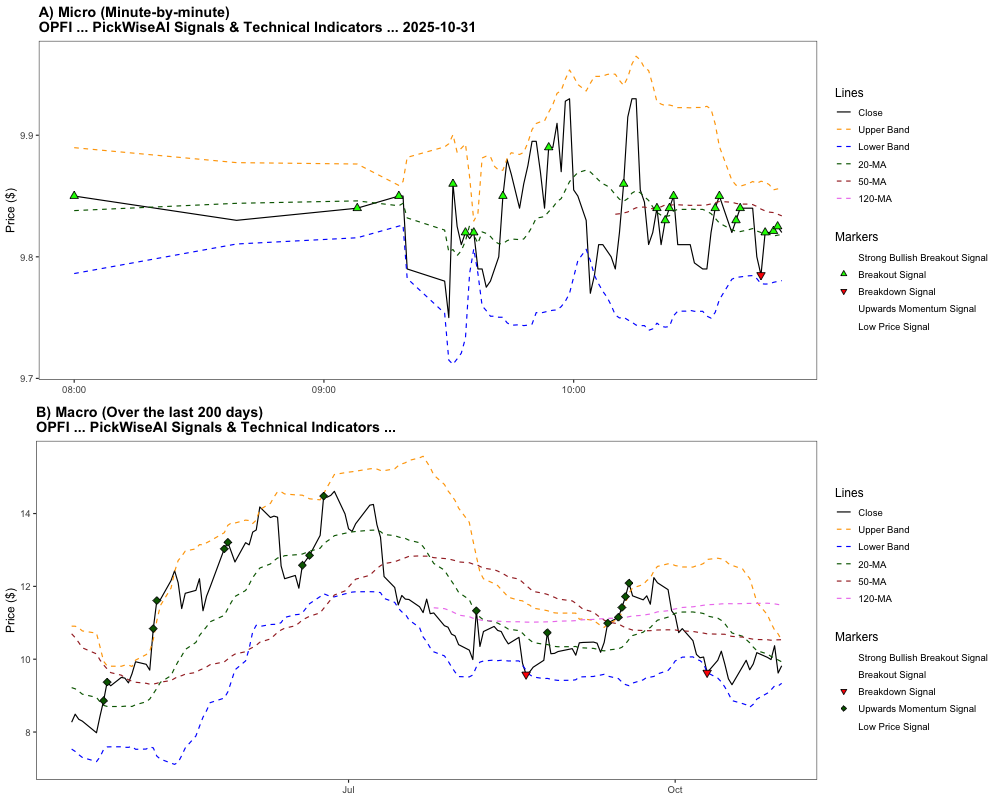 A) Micro (Minute-by-minute)
OPFI ... PickWiseAI Signals & Technical Indicators ... 2025-10-31
Price ($)
9.9
9.8
9.7
08:00
09:00
10:00
Lines
Close
Upper Band
Lower Band
20-MA
50-MA
120-MA
Markers
Strong Bullish Breakout Signal
Breakout Signal
Breakdown Signal
Upwards Momentum Signal
Low Price Signal
B) Macro (Over the last 200 days)
OPFI ... PickWiseAI Signals & Technical Indicators ...
Price ($)
14
12
10
8
Jul
Oct
Lines
Close
Upper Band
Lower Band
20-MA
50-MA
120-MA
Markers
Strong Bullish Breakout Signal
Breakout Signal
Breakdown Signal
Upwards Momentum Signal
Low Price Signal